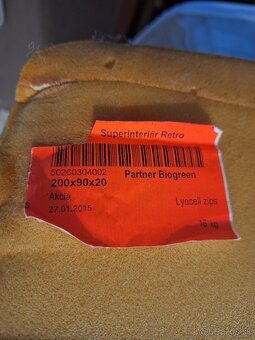 Superinteriér Retro
50260304002 Partner Biogreen
200x90x20
Akcia Lyocell zips
27.01.2015
16 kg
s